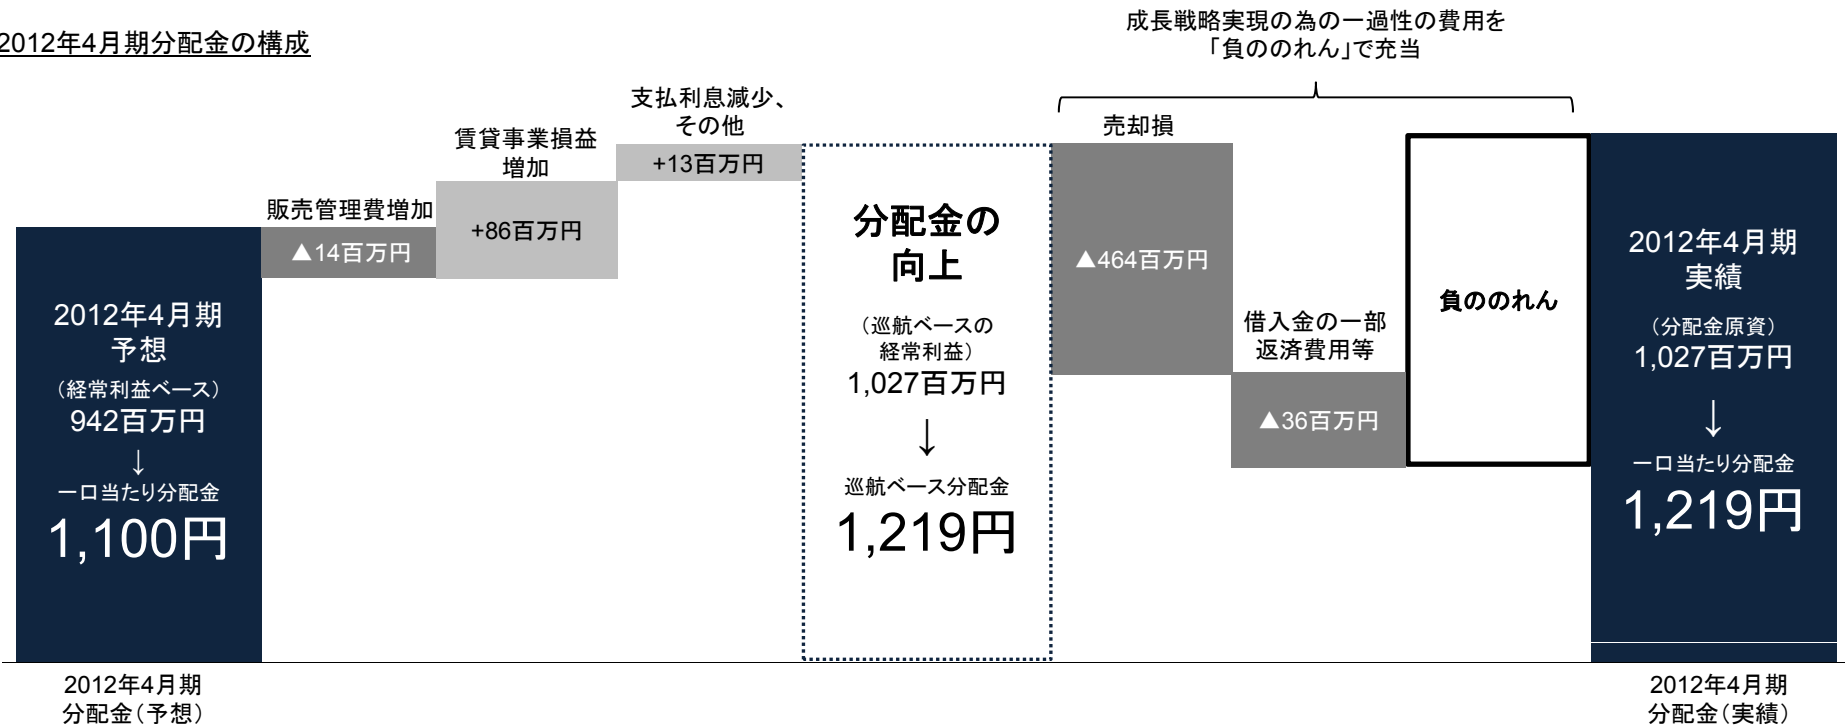 2012年4月期分配金の構成
成長戦略実現の為の一過性の費用を
「負ののれん」で充当
2012年4月期
予想
（経常利益ベース）
942百万円
↓
一口当たり分配金
1,100円
販売管理費増加
▲14百万円
賃貸事業損益
増加
+86百万円
支払利息減少、
その他
+13百万円
分配金の
向上
（巡航ベースの
経常利益）
1,027百万円
↓
巡航ベース分配金
1,219円
売却損
▲464百万円
借入金の一部
返済費用等
▲36百万円
負ののれん
2012年4月期
実績
（分配金原資）
1,027百万円
↓
一口当たり分配金
1,219円
2012年4月期
分配金（予想）
2012年4月期
分配金（実績）